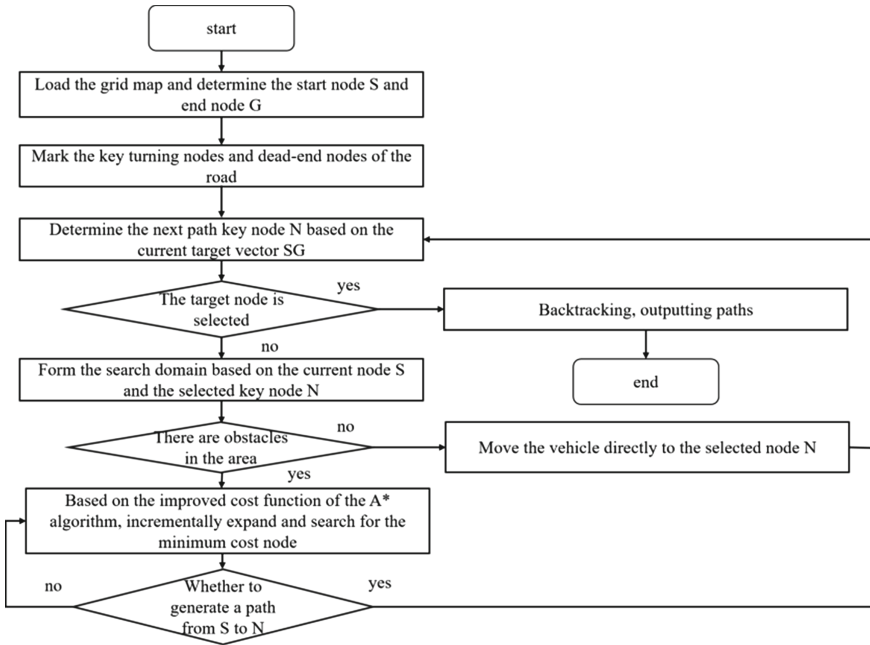 start
Load the grid map and determine the start node S and
end node G
Mark the key turning nodes and dead-end nodes of the
road
Determine the next path key node N based on the
current target vector SG
The target node is
selected
yes
Backtracking, outputting paths
no
end
Form the search domain based on the current node S
and the selected key node N
There are obstacles
in the area
no
Move the vehicle directly to the selected node N
yes
Based on the improved cost function of the A*
algorithm, incrementally expand and search for the
minimum cost node
no
Whether to
generate a path
from S to N
yes